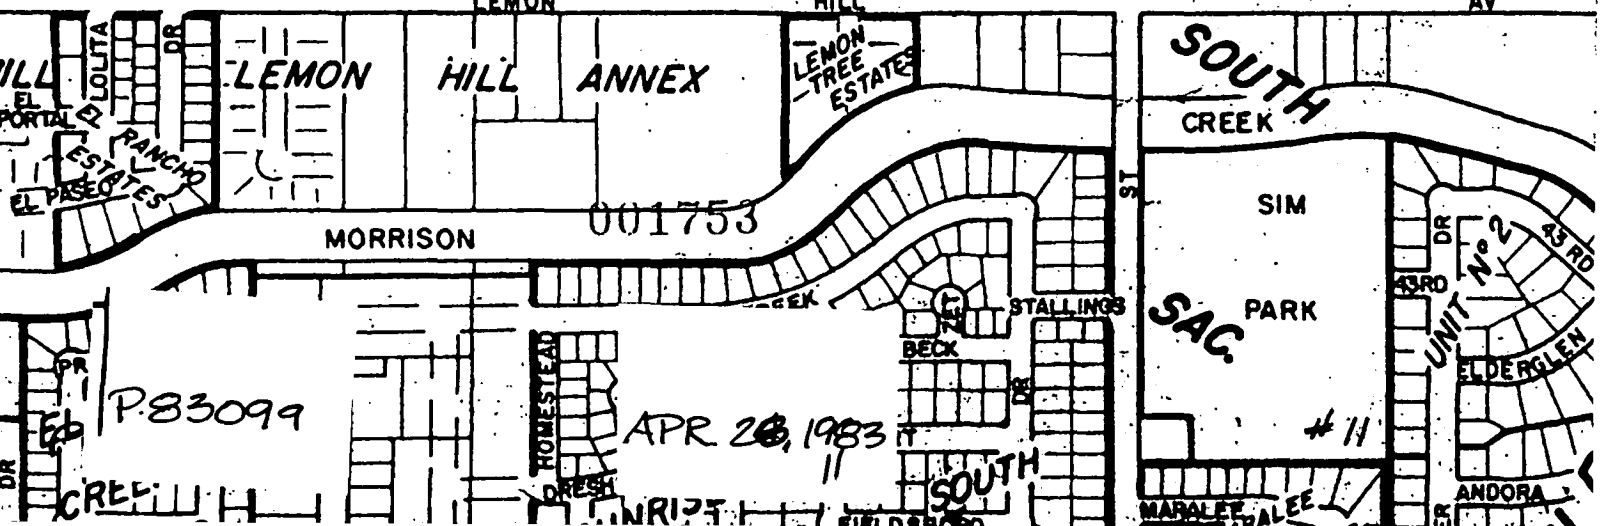 LEMON HILL AV
LOLITA
DR
LEMON HILL ANNEX
LEMON
TREE
ESTATES
SOUTH
EL
PORTAL
EL
RANCHO
ESTATES
EL PASEO
CREEK
ST
SIM
PARK
MORRISON
001753
DR
UNIT Nº 2
43 RD
43RD
STALLINGS
SAC.
BECK
DR
ELDERGLEN
PR
P.83099
HOMESTEAD
APR 28, 1983
11
# 11
DR
SOUTH
ANDORA
MARALEE